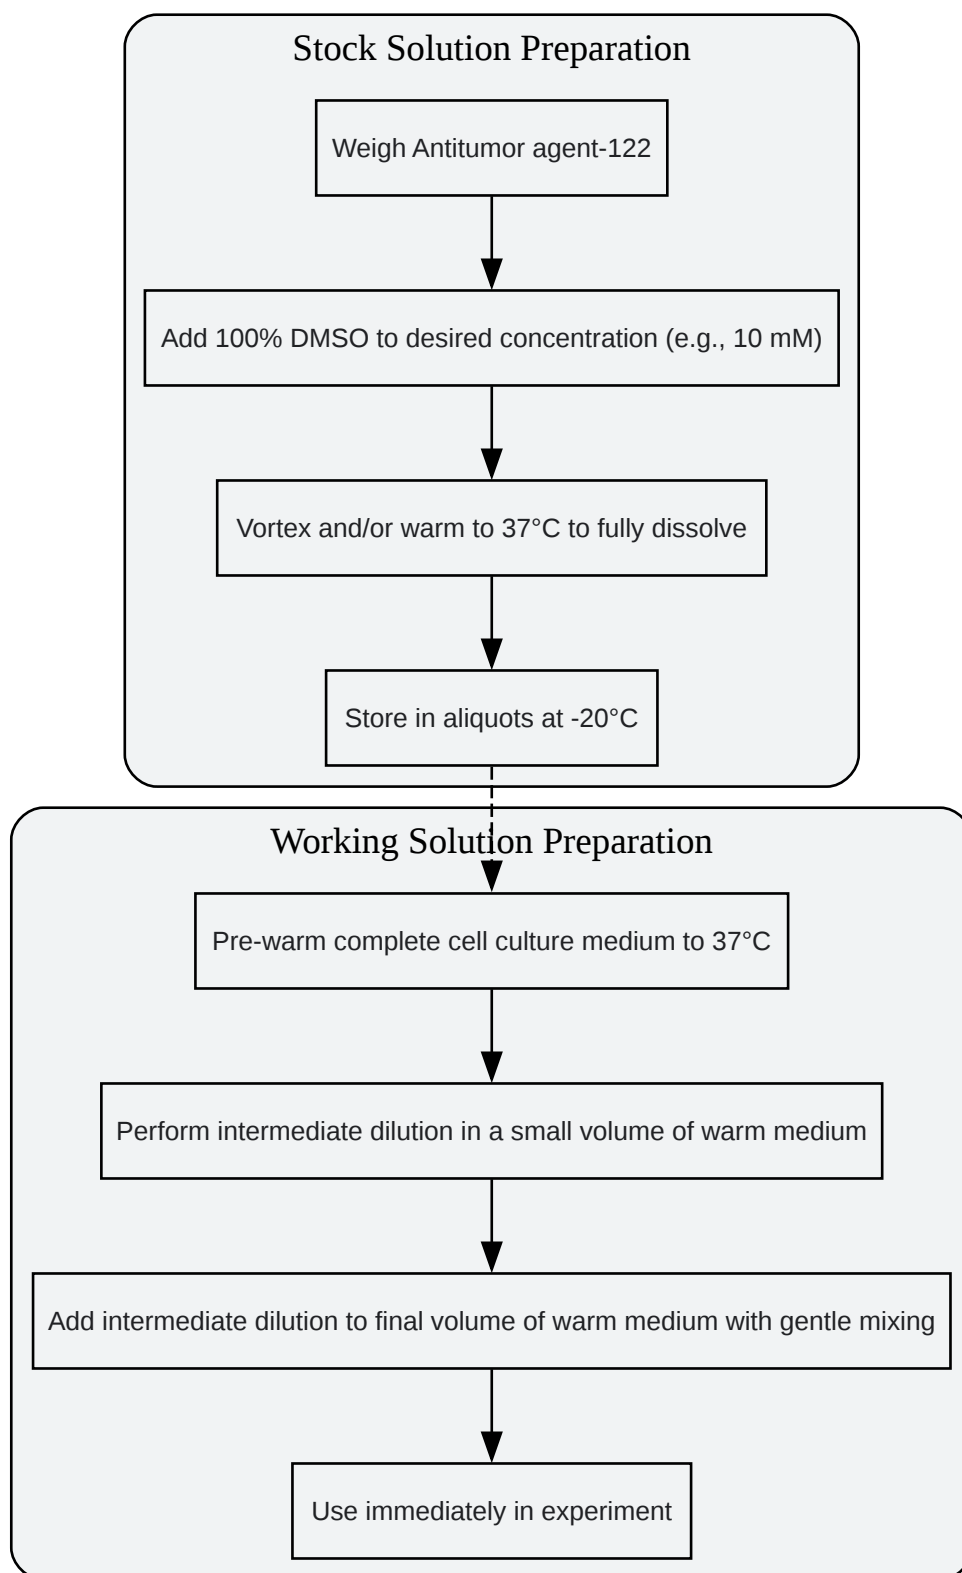 Stock Solution Preparation
Weigh Antitumor agent-122
Add 100% DMSO to desired concentration (e.g., 10 mM)
Vortex and/or warm to 37°C to fully dissolve
Store in aliquots at -20°C
Working Solution Preparation
Pre-warm complete cell culture medium to 37°C
Perform intermediate dilution in a small volume of warm medium
Add intermediate dilution to final volume of warm medium with gentle mixing
Use immediately in experiment